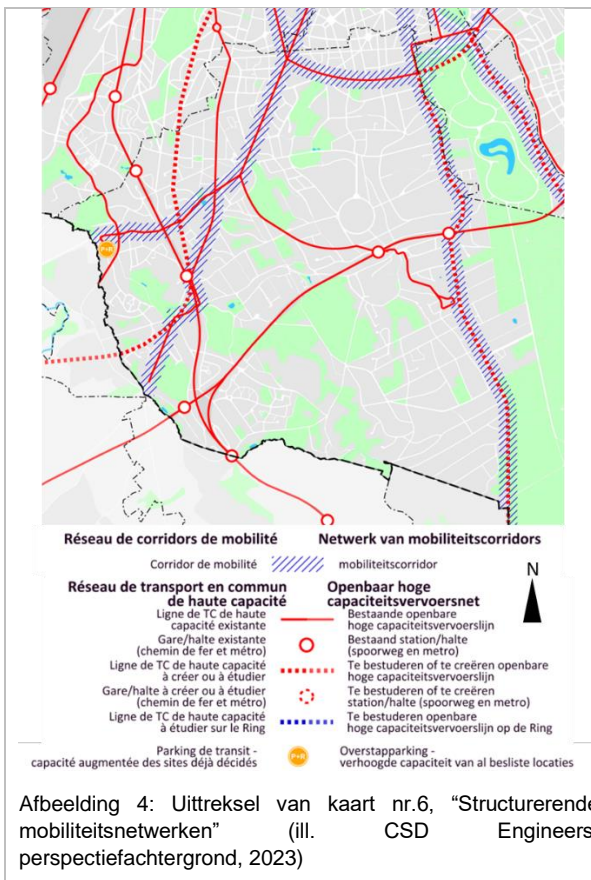 P+R
Réseau de corridors de mobilité Netwerk van mobiliteitscorridors
Corridor de mobilité mobiliteitscorridor
N
Réseau de transport en commun
de haute capacité
Openbaar hoge
capaciteitsvervoersnet
Ligne de TC de haute
capacité existante
Bestaande openbare
hoge capaciteitsvervoerslijn
Gare/halte existante
(chemin de fer et métro)
Bestaand station/halte
(spoorweg en metro)
Ligne de TC de haute capacité
à créer ou à étudier
Te bestuderen of te creëren openbare
hoge capaciteitsvervoerslijn
Gare/halte à créer ou à étudier
(chemin de fer et métro)
Te bestuderen of te creëren
station/halte (spoorweg en metro)
Ligne de TC de haute capacité
à étudier sur le Ring
Te bestuderen openbare
hoge capaciteitsvervoerslijn op de Ring
Parking de transit -
capacité augmentée des sites déjà décidés
P+R
Overstapparking -
verhoogde capaciteit van al besliste locaties
Afbeelding 4: Uittreksel van kaart nr.6, “Structurerende
mobiliteitsnetwerken” (ill. CSD Engineers
perspectiefachtergrond, 2023)